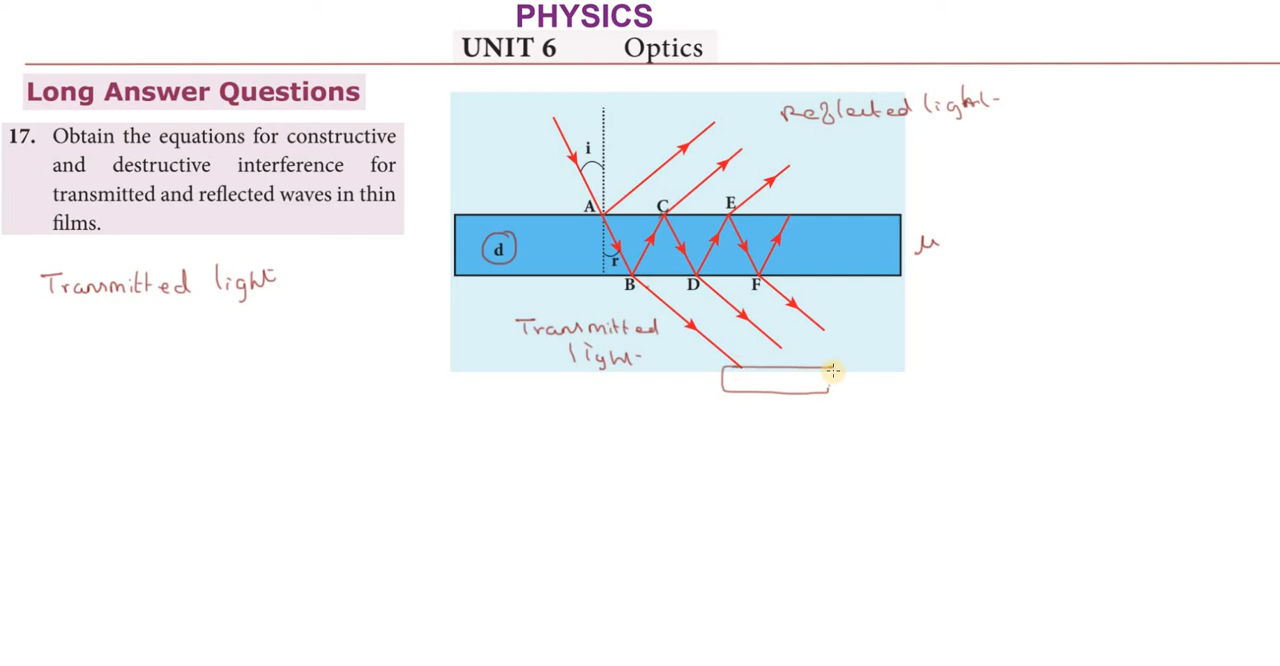 PHYSICS
UNIT 6 Optics
Long Answer Questions
17. Obtain the equations for constructive
and destructive interference for
transmitted and reflected waves in thin
films.
Transmitted light
Reflected light
i
A C E
d
μ
r
B D F
Transmitted
light